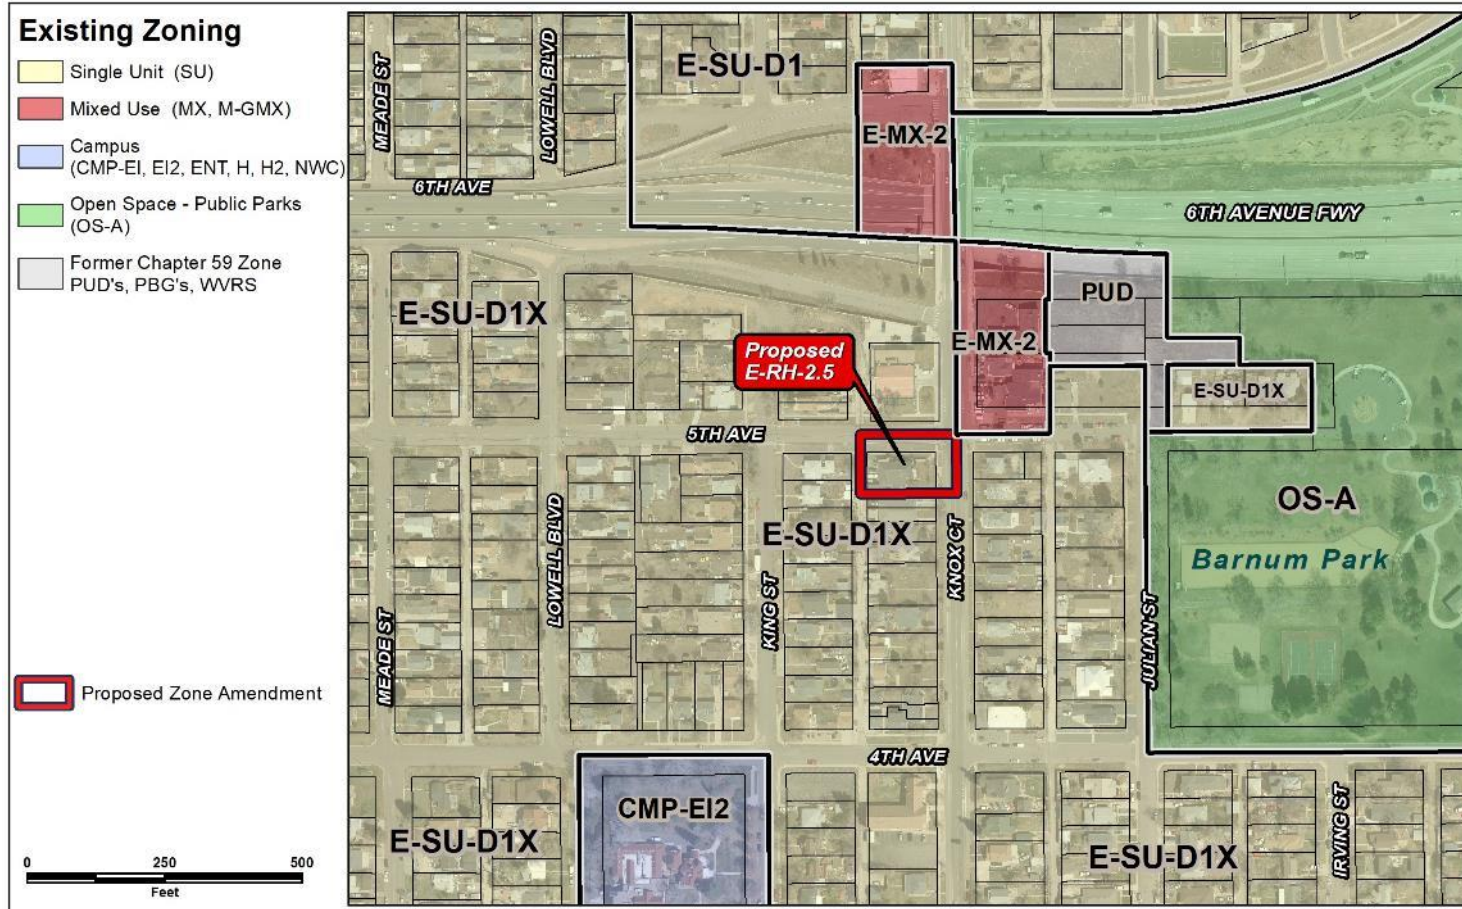 Existing Zoning
Single Unit (SU)
Mixed Use (MX, M-GMX)
Campus
(CMP-EI, EI2, ENT, H, H2, NWC)
Open Space - Public Parks
(OS-A)
Former Chapter 59 Zone
PUD's, PBG's, WVRS
Proposed Zone Amendment
0 250 500
Feet
MEADE ST
LOWELL BLVD
E-SU-D1
E-MX-2
6TH AVE
6TH AVENUE FWY
E-SU-D1X
PUD
E-MX-2
Proposed
E-RH-2.5
E-SU-D1X
5TH AVE
OS-A
Barnum Park
E-SU-D1X
LOWELL BLVD
KING ST
KNOX CT
JULIAN ST
MEADE ST
4TH AVE
CMP-EI2
E-SU-D1X
E-SU-D1X
IRVING ST